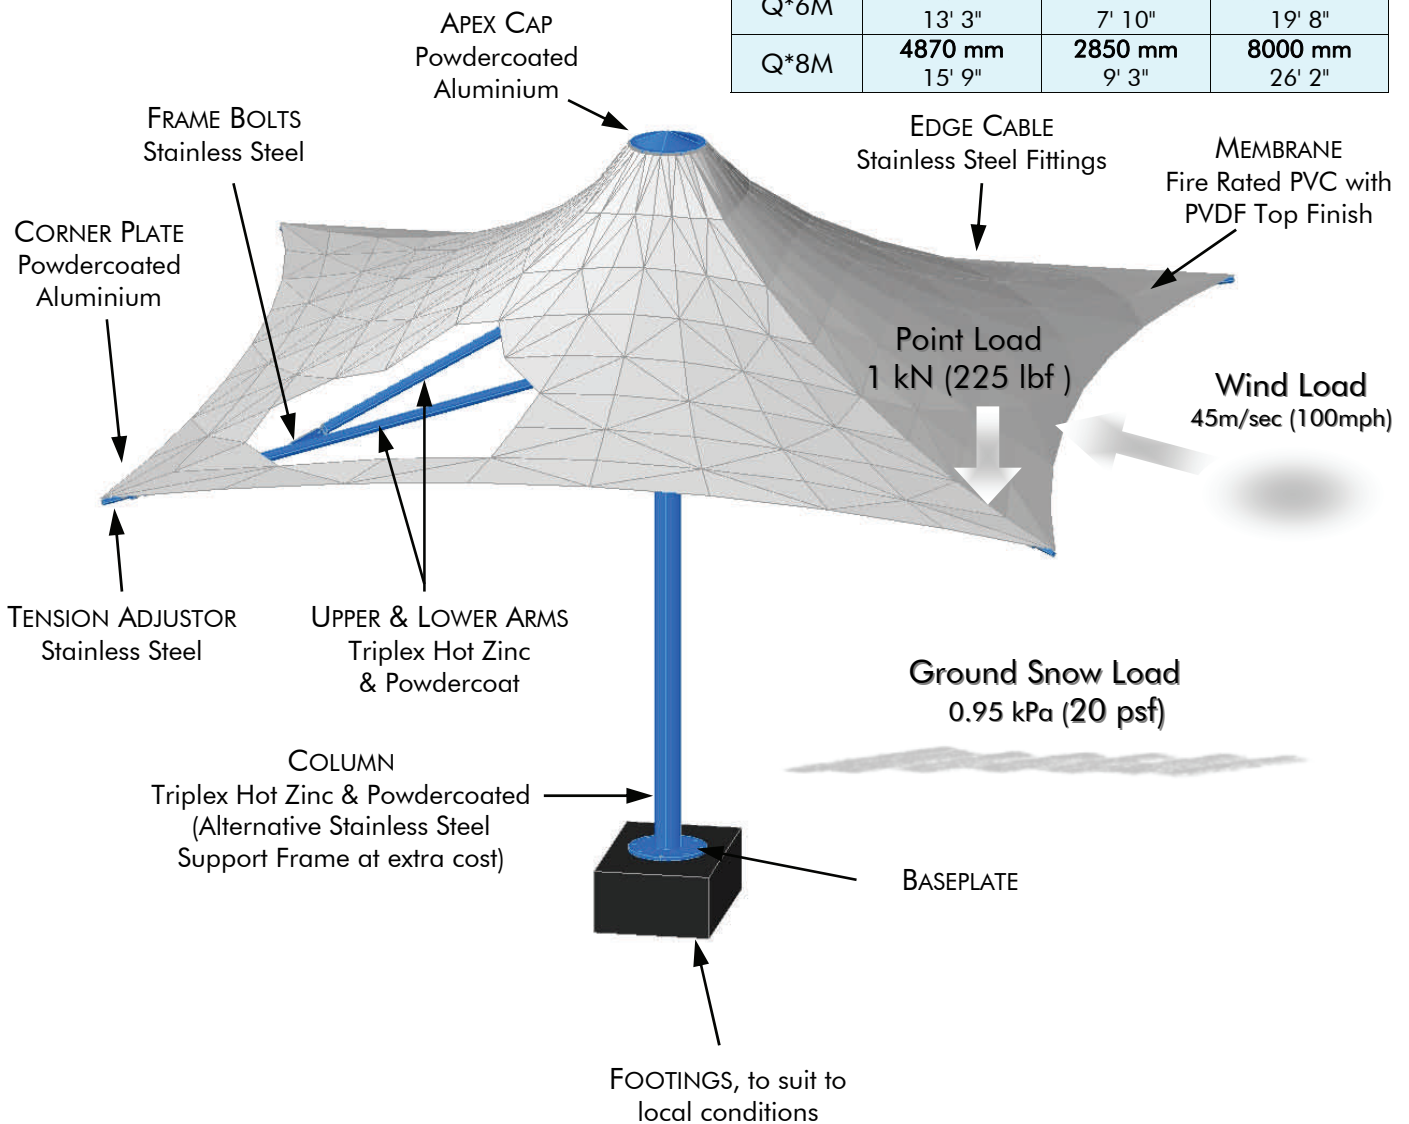 Q*6M
13' 3" 7' 10" 19' 8"
Q*8M 4870 mm 2850 mm 8000 mm
15' 9" 9' 3" 26' 2"
APEX CAP
Powdercoated
Aluminium
FRAME BOLTS
Stainless Steel
EDGE CABLE
Stainless Steel Fittings
MEMBRANE
Fire Rated PVC with
PVDF Top Finish
CORNER PLATE
Powdercoated
Aluminium
Point Load
1 kN (225 lbf )
Wind Load
45m/sec (100mph)
TENSION ADJUSTOR
Stainless Steel
UPPER & LOWER ARMS
Triplex Hot Zinc
& Powdercoat
Ground Snow Load
0.95 kPa (20 psf)
COLUMN
Triplex Hot Zinc & Powdercoated
(Alternative Stainless Steel
Support Frame at extra cost)
BASEPLATE
FOOTINGS, to suit to
local conditions